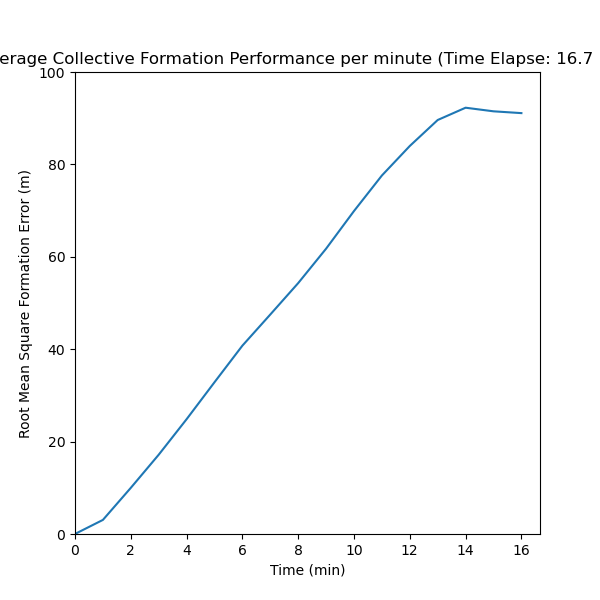 erage Collective Formation Performance per minute (Time Elapse: 16.7
Root Mean Square Formation Error (m)
100
80
60
40
20
0
0 2 4 6 8 10 12 14 16
Time (min)